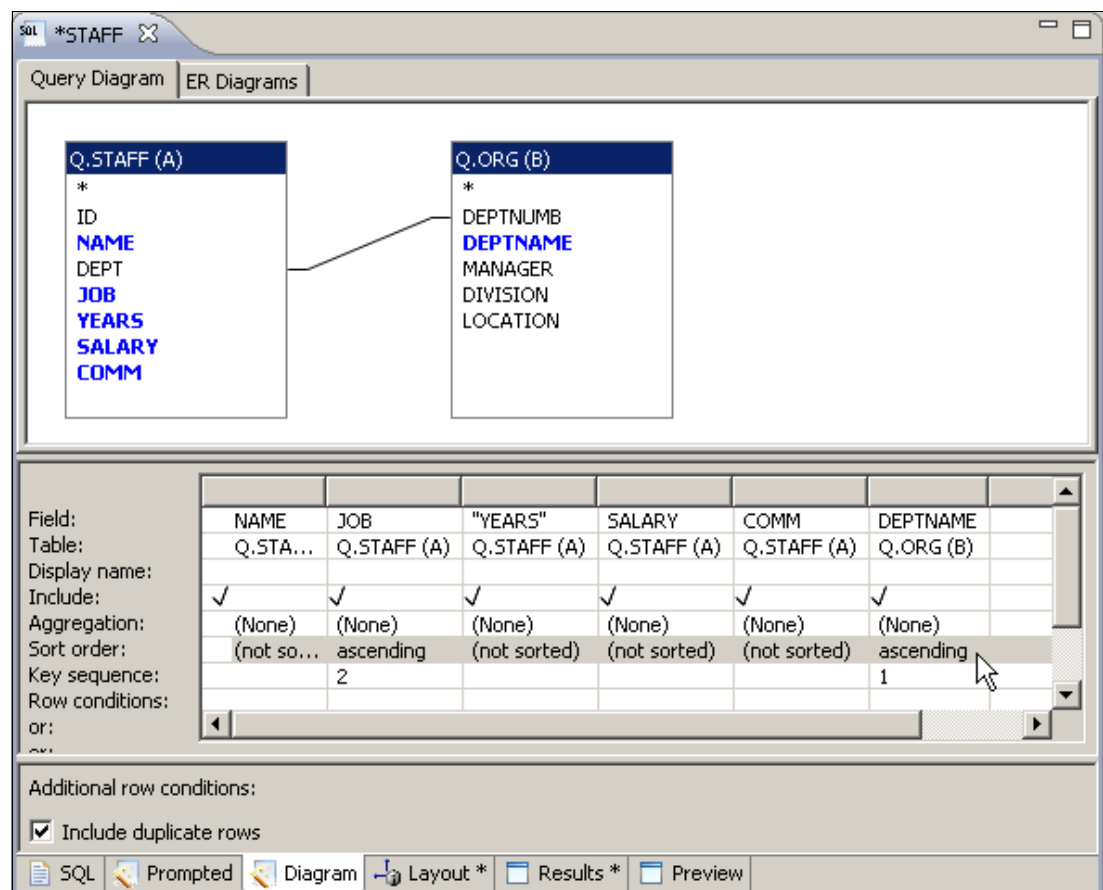 SQL *STAFF
Query Diagram ER Diagrams
Q.STAFF (A)
*
ID
NAME
DEPT
JOB
YEARS
SALARY
COMM
Q.ORG (B)
*
DEPTNUMB
DEPTNAME
MANAGER
DIVISION
LOCATION
Field: NAME JOB "YEARS" SALARY COMM DEPTNAME
Table: Q.STA... Q.STAFF (A) Q.STAFF (A) Q.STAFF (A) Q.STAFF (A) Q.ORG (B)
Display name:
Include: ✓ ✓ ✓ ✓ ✓ ✓
Aggregation: (None) (None) (None) (None) (None) (None)
Sort order: (not so... ascending (not sorted) (not sorted) (not sorted) ascending
Key sequence: 2 1
Row conditions:
or:
Additional row conditions:
Include duplicate rows
SQL Prompted Diagram Layout * Results * Preview